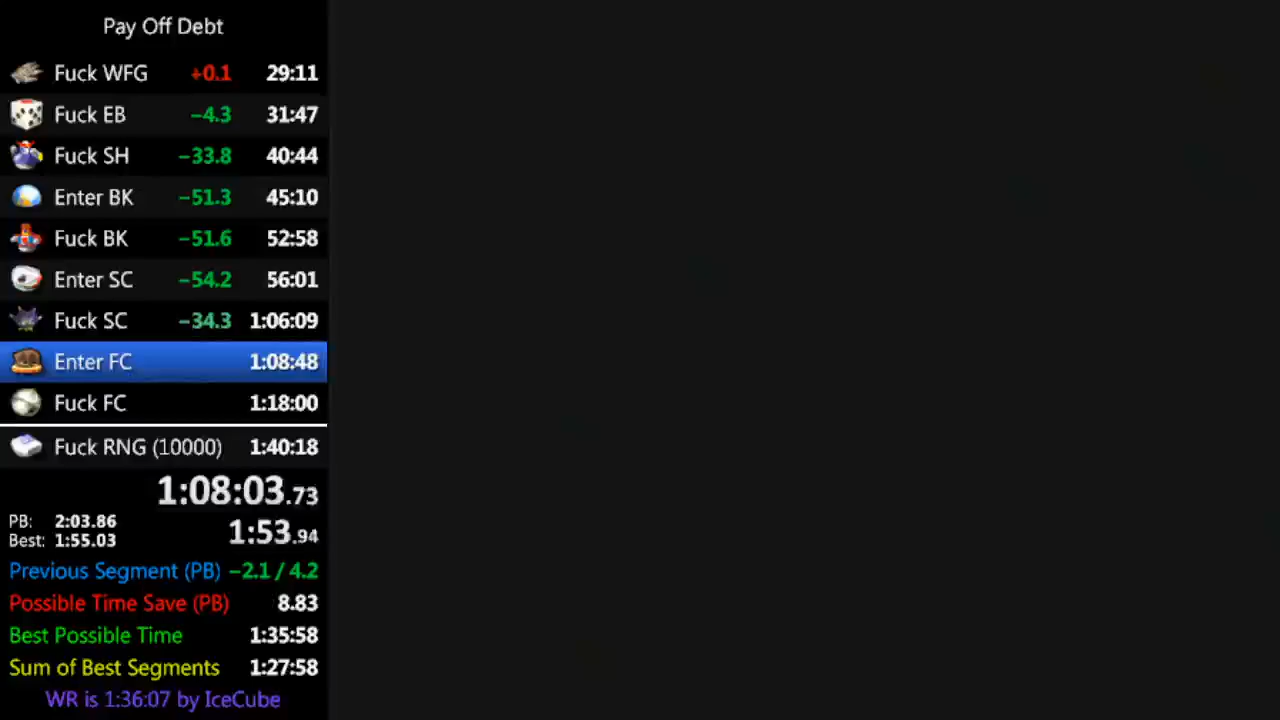 Pay Off Debt
Fuck WFG +0.1 29:11
Fuck EB −4.3 31:47
Fuck SH −33.8 40:44
Enter BK −51.3 45:10
Fuck BK −51.6 52:58
Enter SC −54.2 56:01
Fuck SC −34.3 1:06:09
Enter FC 1:08:48
Fuck FC 1:18:00
Fuck RNG (10000) 1:40:18
1:08:03.73
PB: 2:03.86
Best: 1:55.03
1:53.94
Previous Segment (PB) −2.1 / 4.2
Possible Time Save (PB) 8.83
Best Possible Time 1:35:58
Sum of Best Segments 1:27:58
WR is 1:36:07 by IceCube